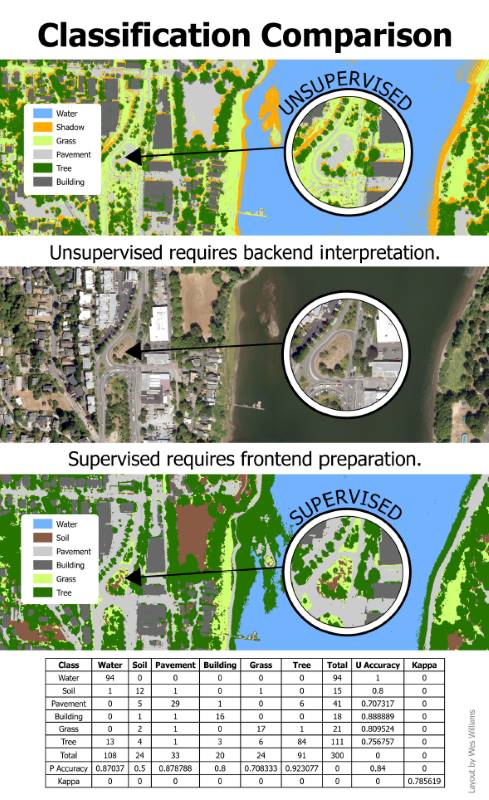 Classification Comparison
UNSUPERVISED
Water
Shadow
Grass
Pavement
Tree
Building
Unsupervised requires backend interpretation.
Supervised requires frontend preparation.
SUPERVISED
Water
Soil
Pavement
Building
Grass
Tree
Class Water Soil Pavement Building Grass Tree Total U Accuracy Kappa
Water 94 0 0 0 0 0 94 1 0
Soil 1 12 1 0 1 0 15 0.8 0
Pavement 0 5 29 1 0 6 41 0.707317 0
Building 0 1 1 16 0 0 18 0.888889 0
Grass 0 2 1 0 17 1 21 0.809524 0
Tree 13 4 1 3 6 84 111 0.756757 0
Total 108 24 33 20 24 91 300 0 0
P Accuracy 0.87037 0.5 0.878788 0.8 0.708333 0.923077 0 0.84 0
Kappa 0 0 0 0 0 0 0 0 0.785619
Layout by Wes Williams